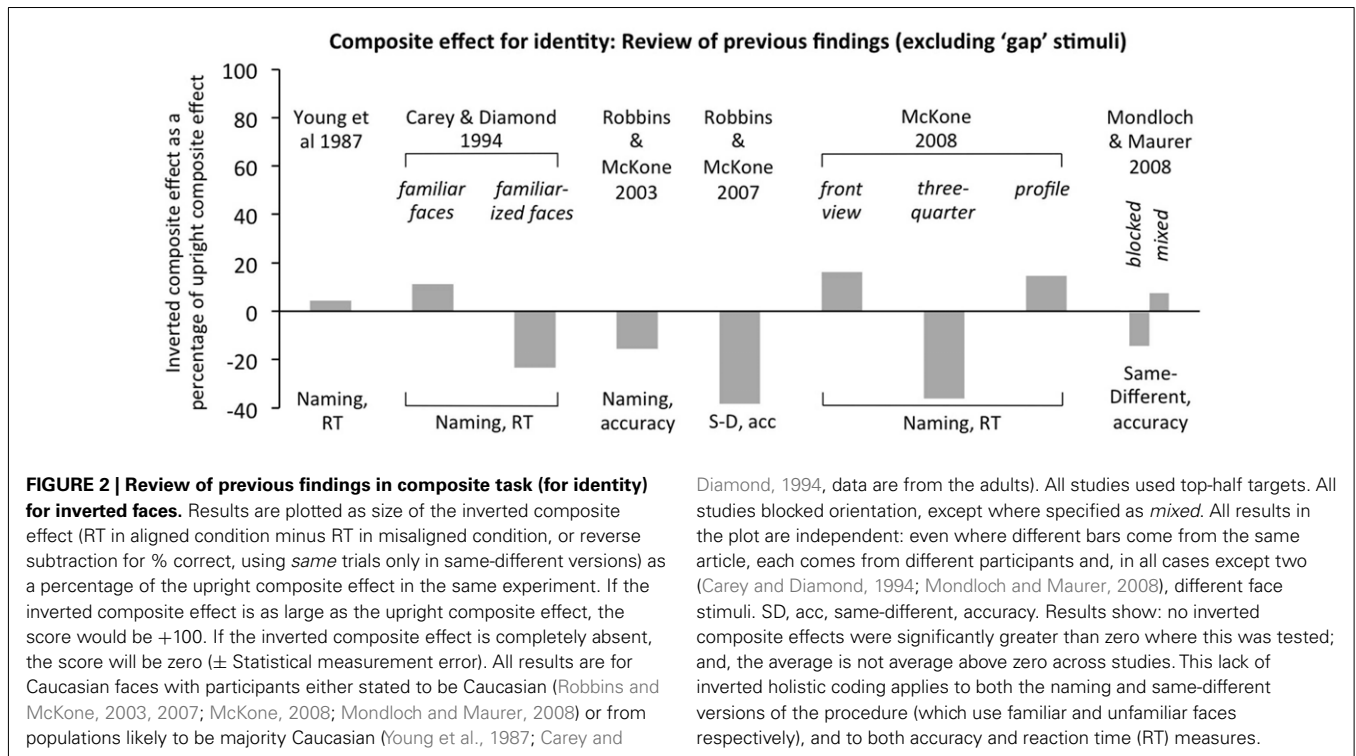 Composite effect for identity: Review of previous findings (excluding ‘gap’ stimuli)
Inverted composite effect as a
percentage of upright composite effect
100
80
60
40
20
0
-20
-40
Young et
al 1987
Carey & Diamond
1994
familiar
faces
familiar-
ized faces
Robbins
&
McKone
2003
Robbins
&
McKone
2007
McKone
2008
front
view
three-
quarter
profile
Mondloch
& Maurer
2008
blocked
mixed
Naming,
RT
Naming, RT
Naming,
accuracy
S-D, acc
Naming, RT
Same-
Different,
accuracy
FIGURE 2 | Review of previous findings in composite task (for identity)
for inverted faces. Results are plotted as size of the inverted composite
effect (RT in aligned condition minus RT in misaligned condition, or reverse
subtraction for % correct, using same trials only in same-different versions) as
a percentage of the upright composite effect in the same experiment. If the
inverted composite effect is as large as the upright composite effect, the
score would be +100. If the inverted composite effect is completely absent,
the score will be zero (± Statistical measurement error). All results are for
Caucasian faces with participants either stated to be Caucasian (Robbins and
McKone, 2003, 2007; McKone, 2008; Mondloch and Maurer, 2008) or from
populations likely to be majority Caucasian (Young et al., 1987; Carey and
Diamond, 1994, data are from the adults). All studies used top-half targets. All
studies blocked orientation, except where specified as mixed. All results in
the plot are independent: even where different bars come from the same
article, each comes from different participants and, in all cases except two
(Carey and Diamond, 1994; Mondloch and Maurer, 2008), different face
stimuli. SD, acc, same-different, accuracy. Results show: no inverted
composite effects were significantly greater than zero where this was tested;
and, the average is not average above zero across studies. This lack of
inverted holistic coding applies to both the naming and same-different
versions of the procedure (which use familiar and unfamiliar faces
respectively), and to both accuracy and reaction time (RT) measures.